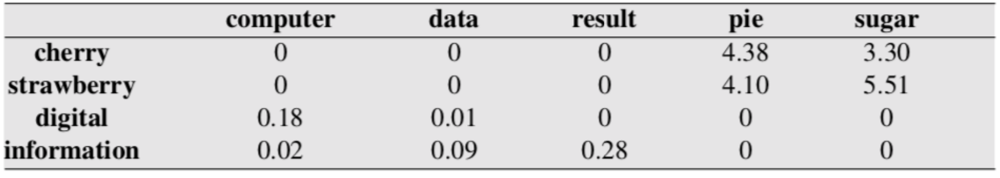 computer data result pie sugar
cherry 0 0 0 4.38 3.30
strawberry 0 0 0 4.10 5.51
digital 0.18 0.01 0 0 0
information 0.02 0.09 0.28 0 0